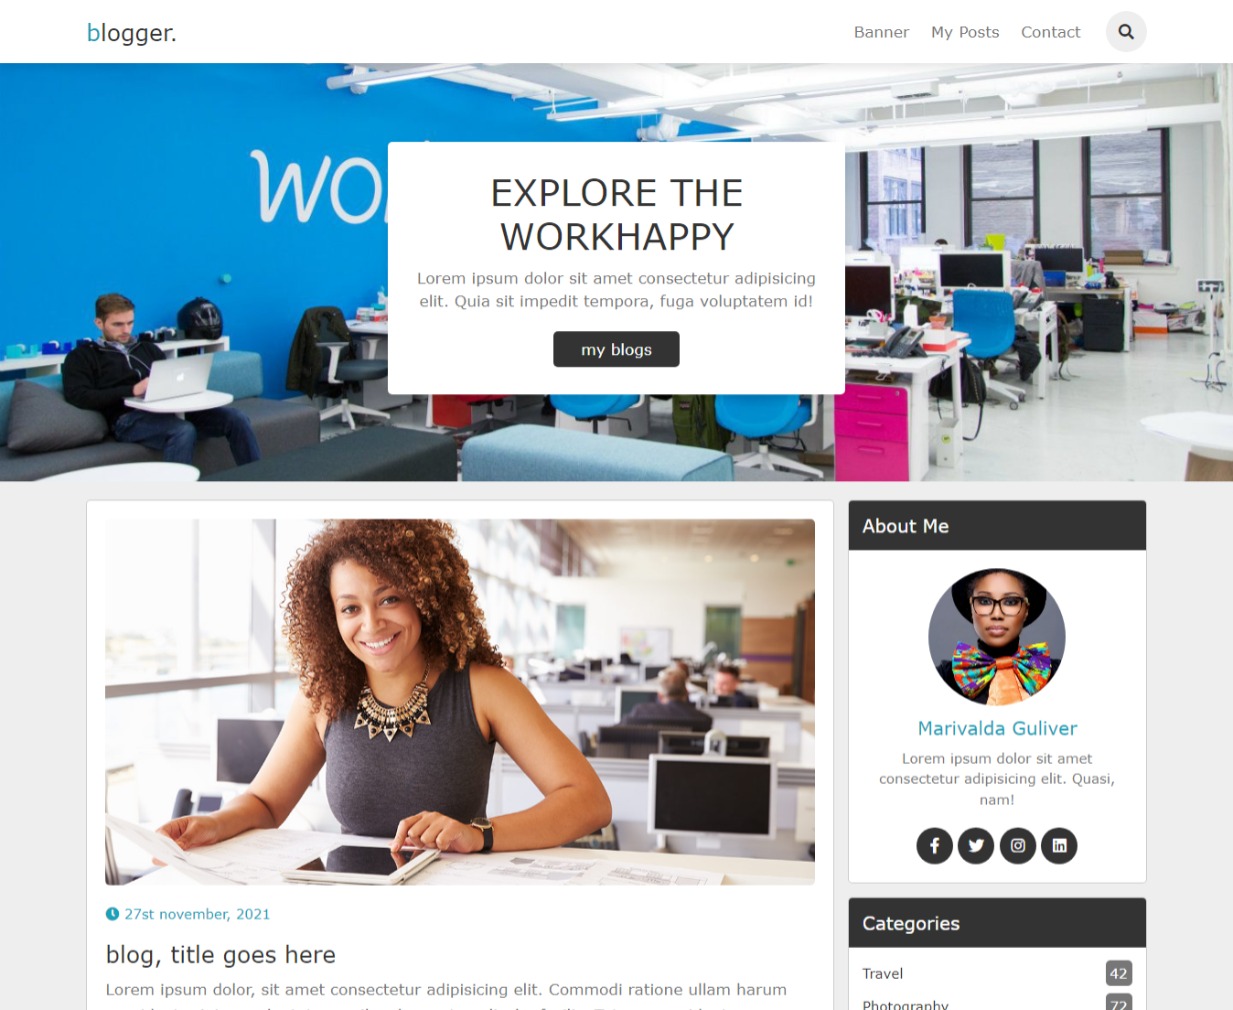 blogger.
Banner
My Posts
Contact
WO
EXPLORE THE
WORKHAPPY
Lorem ipsum dolor sit amet consectetur adipisicing
elit. Quia sit impedit tempora, fuga voluptatem id!
my blogs
27st november, 2021
blog, title goes here
Lorem ipsum dolor, sit amet consectetur adipisicing elit. Commodi ratione ullam harum
About Me
Marivalda Guliver
Lorem ipsum dolor sit amet
consectetur adipisicing elit. Quasi,
nam!
Categories
Travel 42
Photography 72